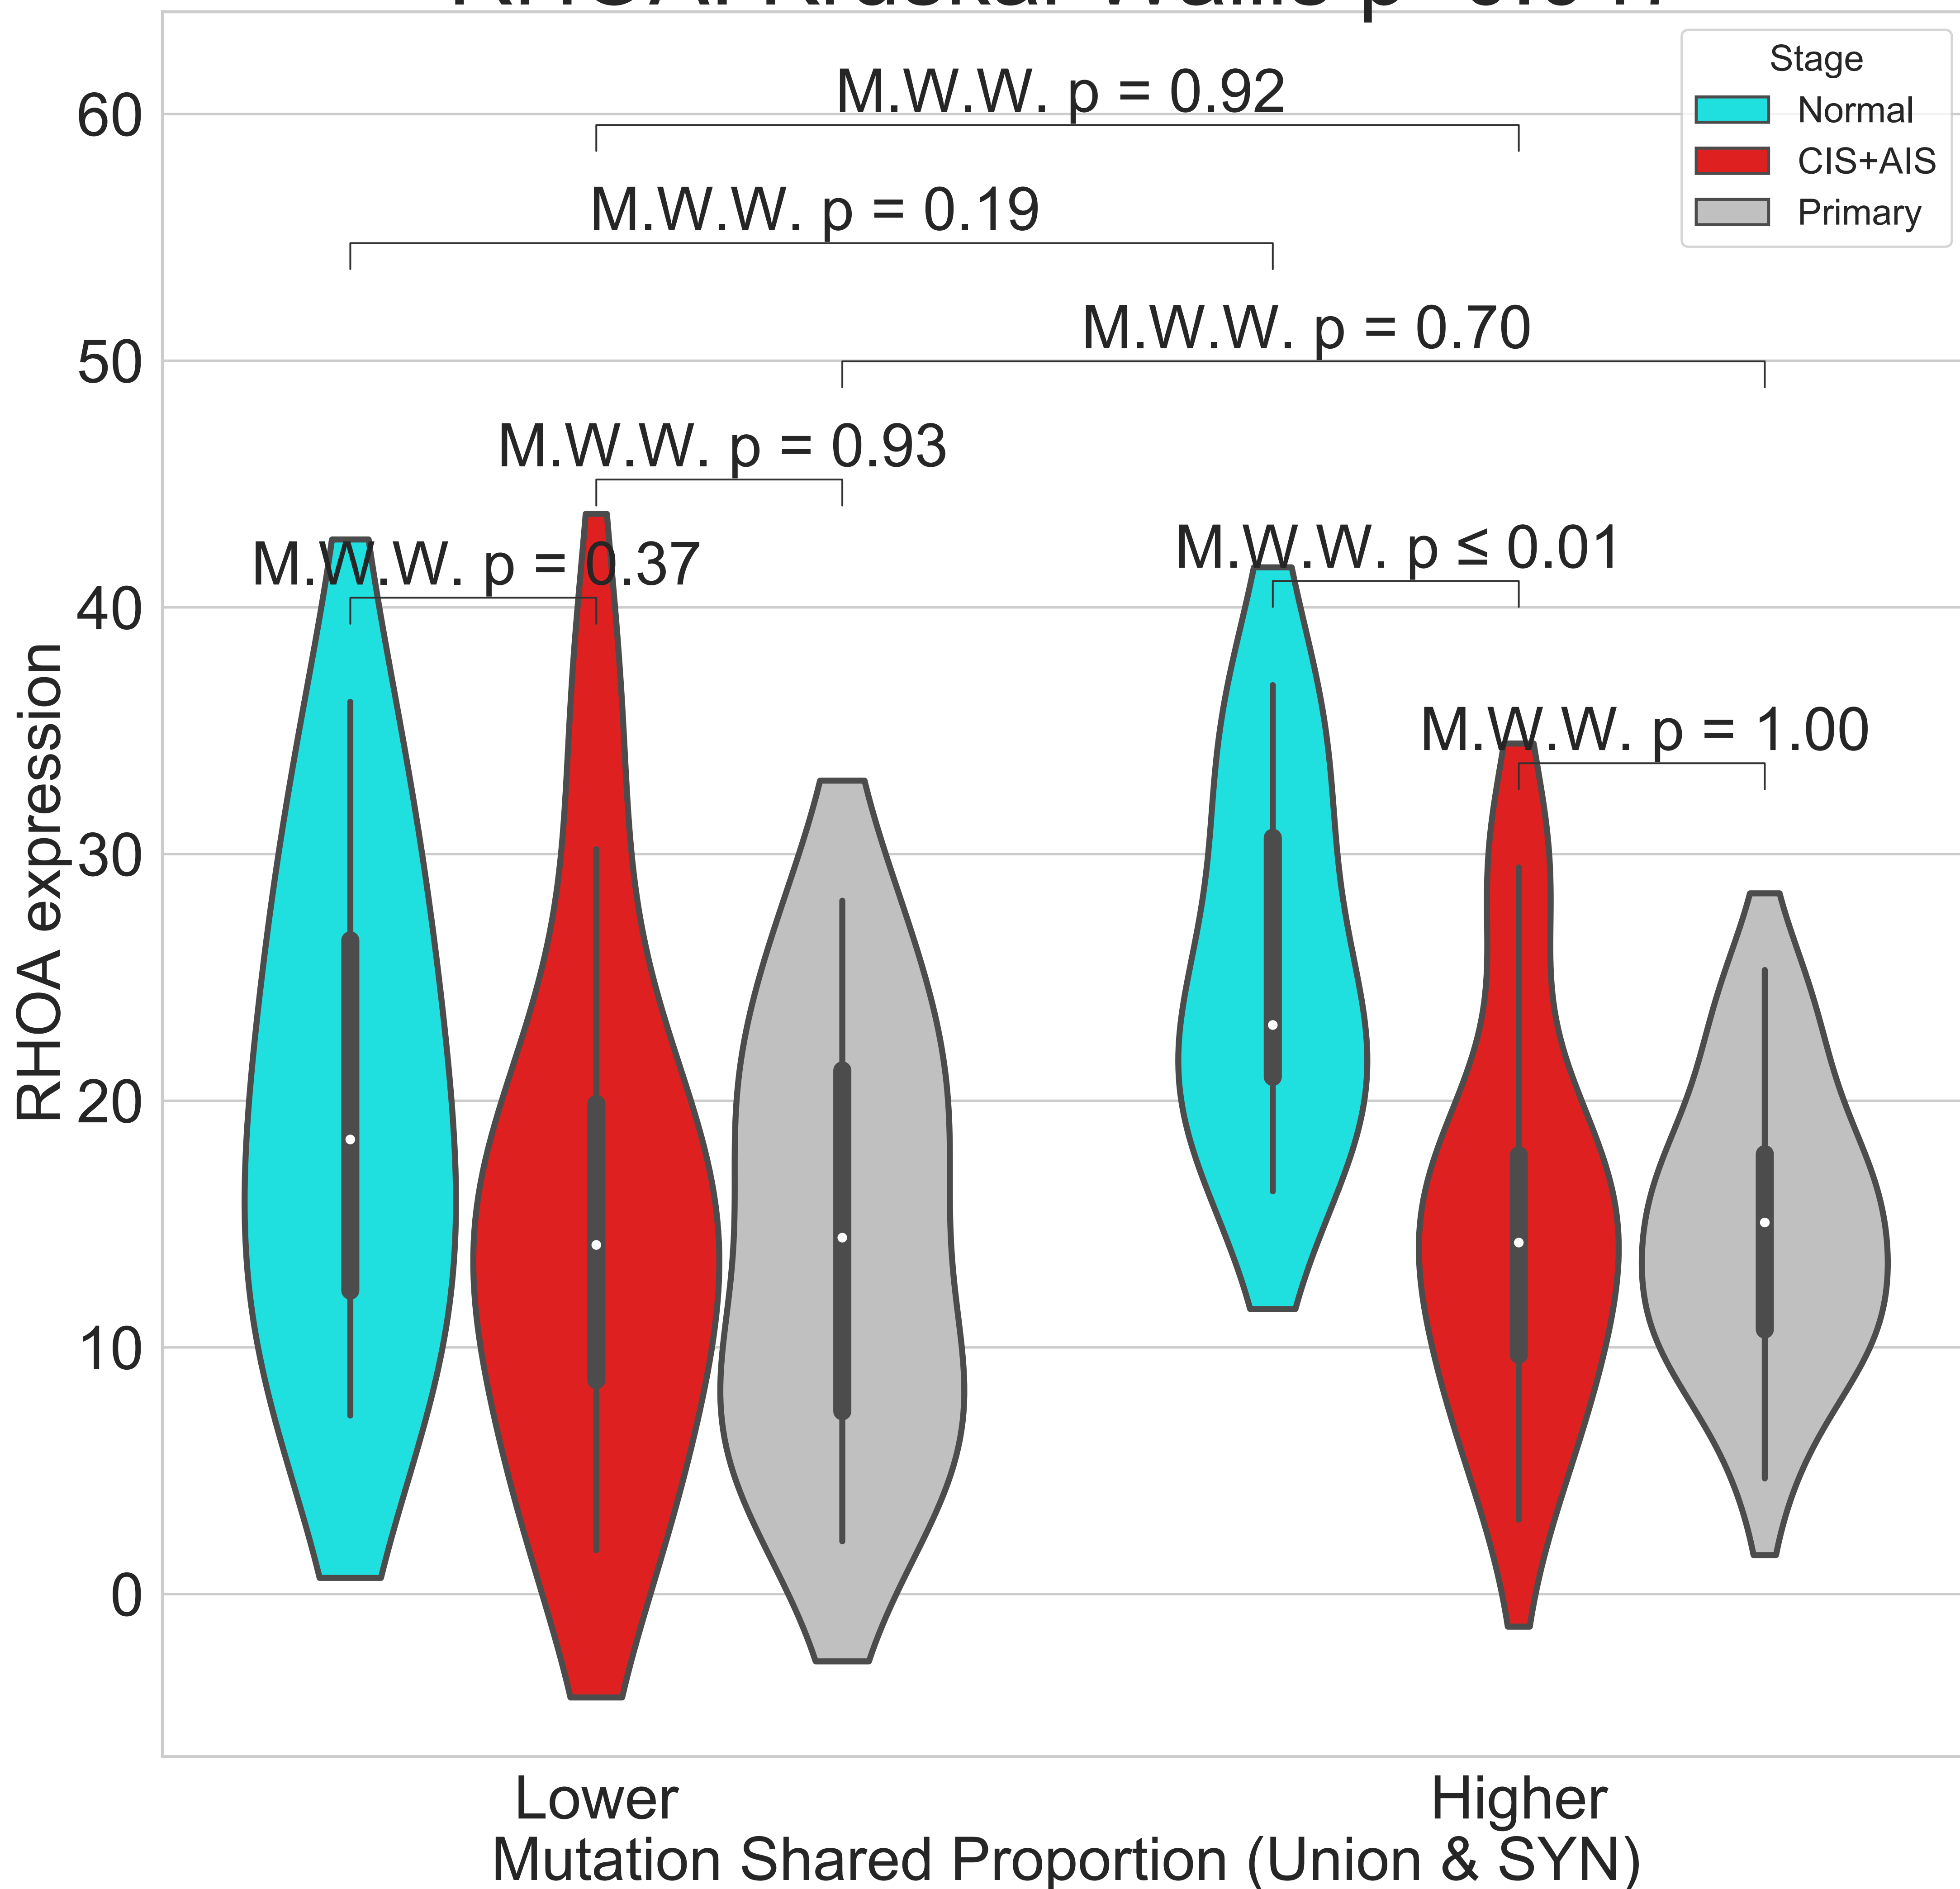 Stage
Normal
CIS+AIS
Primary
M.W.W. p = 0.92
M.W.W. p = 0.19
M.W.W. p = 0.70
M.W.W. p = 0.93
M.W.W. p = 0.37
M.W.W. p ≤ 0.01
M.W.W. p = 1.00
60
50
40
30
20
10
0
RHOA expression
Lower
Higher
Mutation Shared Proportion (Union & SYN)